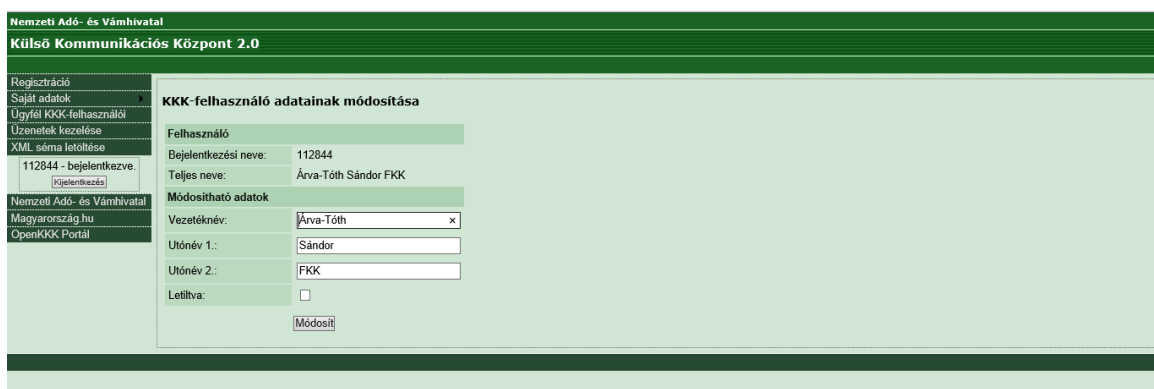 Nemzeti Adó- és Vámhivatal
Külső Kommunikációs Központ 2.0
Regisztráció
Saját adatok
Ügyfél KKK-felhasználói
Üzenetek kezelése
XML séma letöltése
112844 - bejelentkezve.
Kijelentkezés
Nemzeti Adó- és Vámhivatal
Magyarország.hu
OpenKKK Portál
KKK-felhasználó adatainak módosítása
Felhasználó
Bejelentkezési neve: 112844
Teljes neve: Árva-Tóth Sándor FKK
Módosítható adatok
Vezetéknév: Árva-Tóth ×
Utónév 1.: Sándor
Utónév 2.: FKK
Letiltva:
Módosít